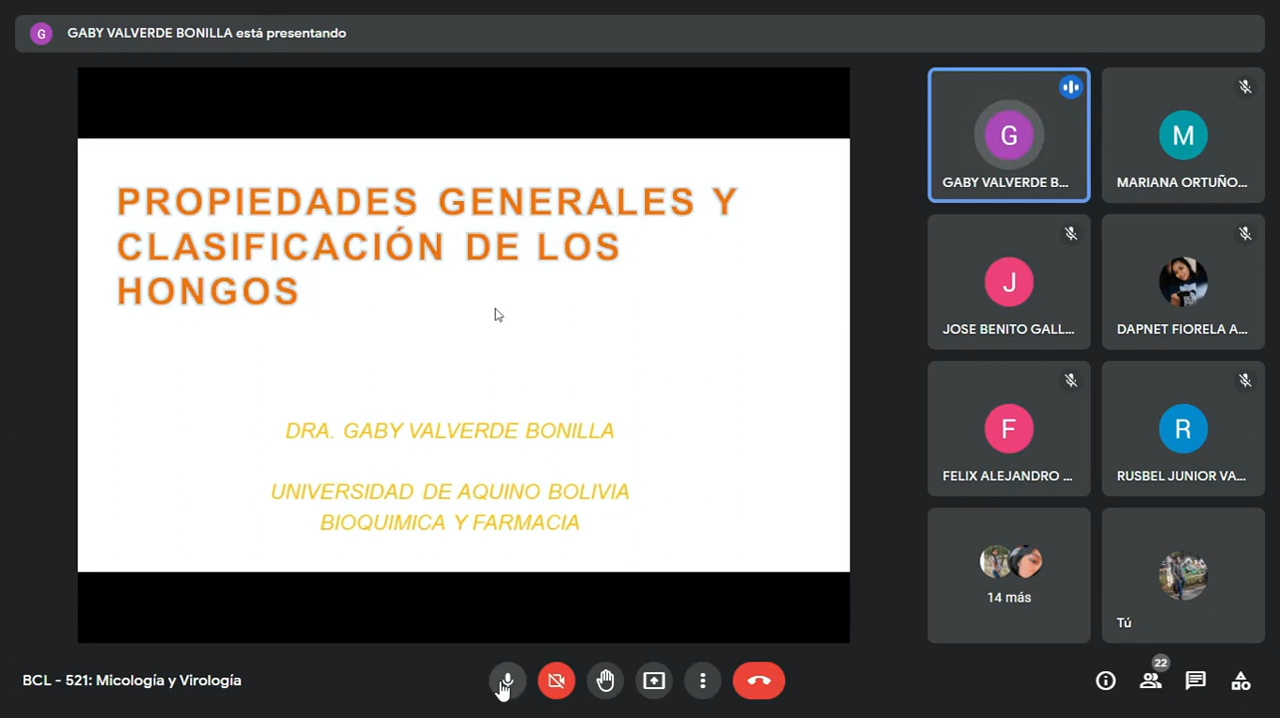 G
GABY VALVERDE BONILLA está presentando
PROPIEDADES GENERALES Y
CLASIFICACIÓN DE LOS
HONGOS
DRA. GABY VALVERDE BONILLA
UNIVERSIDAD DE AQUINO BOLIVIA
BIOQUIMICA Y FARMACIA
G
GABY VALVERDE B...
M
MARIANA ORTUÑO...
J
JOSE BENITO GALL...
DAPNET FIORELA A...
F
FELIX ALEJANDRO ...
R
RUSBEL JUNIOR VA...
14 más
Tú
BCL - 521: Micología y Virología
22